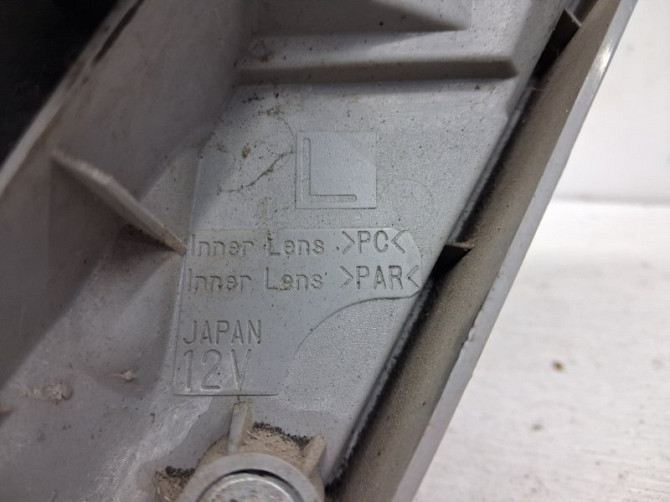 L
Inner Lens >PC<
Inner Lens >PAR<
JAPAN
12V